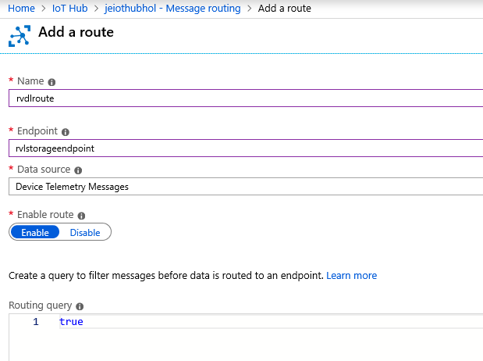 Home > IoT Hub > jeiothubhol - Message routing > Add a route
Add a route
* Name
rvdlroute
* Endpoint
rvlstorageendpoint
* Data source
Device Telemetry Messages
* Enable route
Enable Disable
Create a query to filter messages before data is routed to an endpoint. Learn more
Routing query
1 true